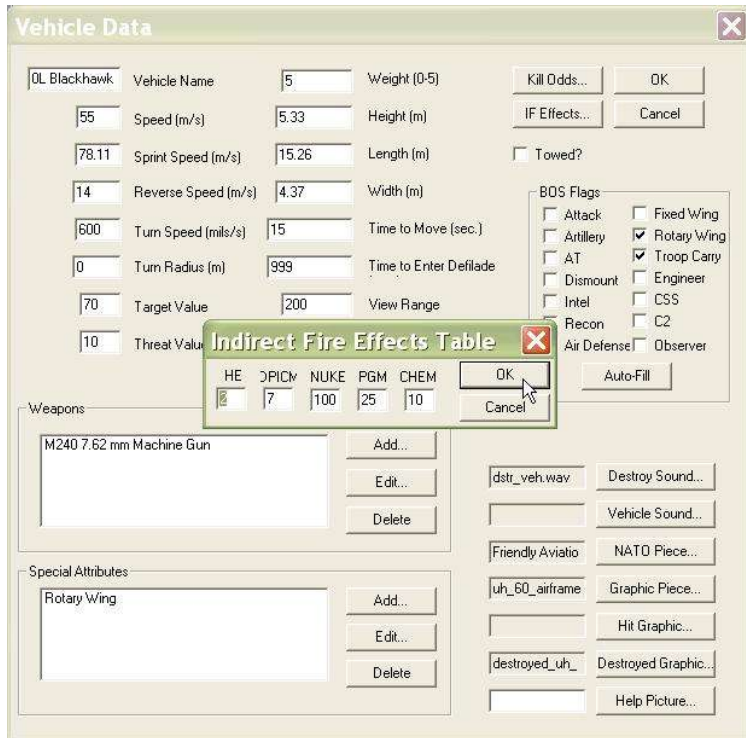 Vehicle Data
0L Blackhawk Vehicle Name 5 Weight (0-5) Kill Odds... OK
55 Speed (m/s) 5.33 Height (m) IF Effects... Cancel
78.11 Sprint Speed (m/s) 15.26 Length (m) Towed?
14 Reverse Speed (m/s) 4.37 Width (m) BOS Flags
600 Turn Speed (mils/s) 15 Time to Move (sec.)
0 Turn Radius (m) 999 Time to Enter Defilade
70 Target Value 200 View Range
10 Threat Value
Attack Fixed Wing
Artillery Rotary Wing
AT Troop Carry
Dismount Engineer
Intel CSS
Recon C2
Air Defense Observer
Auto-Fill
Indirect Fire Effects Table
HE DPICM NUKE PGM CHEM OK
2 7 100 25 10 Cancel
Weapons
M240 7.62 mm Machine Gun Add...
Edit...
Delete
Special Attributes
Rotary Wing Add...
Edit...
Delete
dstr_veh.wav Destroy Sound...
Vehicle Sound...
Friendly Aviatio NATO Piece...
uh_60_airframe Graphic Piece...
Hit Graphic...
destroyed_uh_ Destroyed Graphic...
Help Picture...